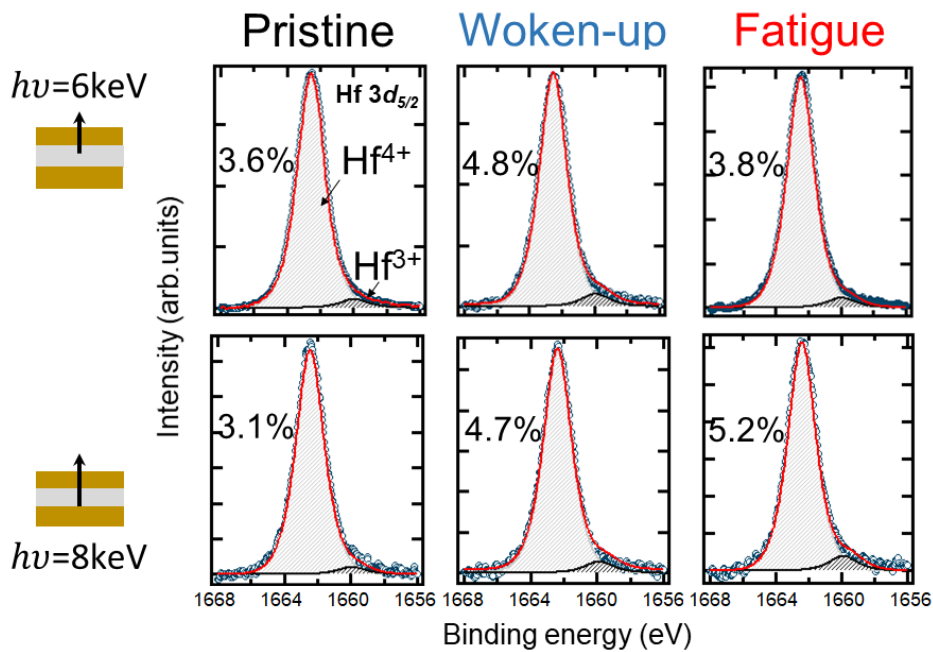 Pristine
Woken-up
Fatigue
hυ=6keV
Hf 3d5/2
3.6%
Hf4+
Hf3+
4.8%
3.8%
Intensity (arb.units)
3.1%
4.7%
5.2%
hυ=8keV
1668 1664 1660 1656
1668 1664 1660 1656
1668 1664 1660 1656
Binding energy (eV)